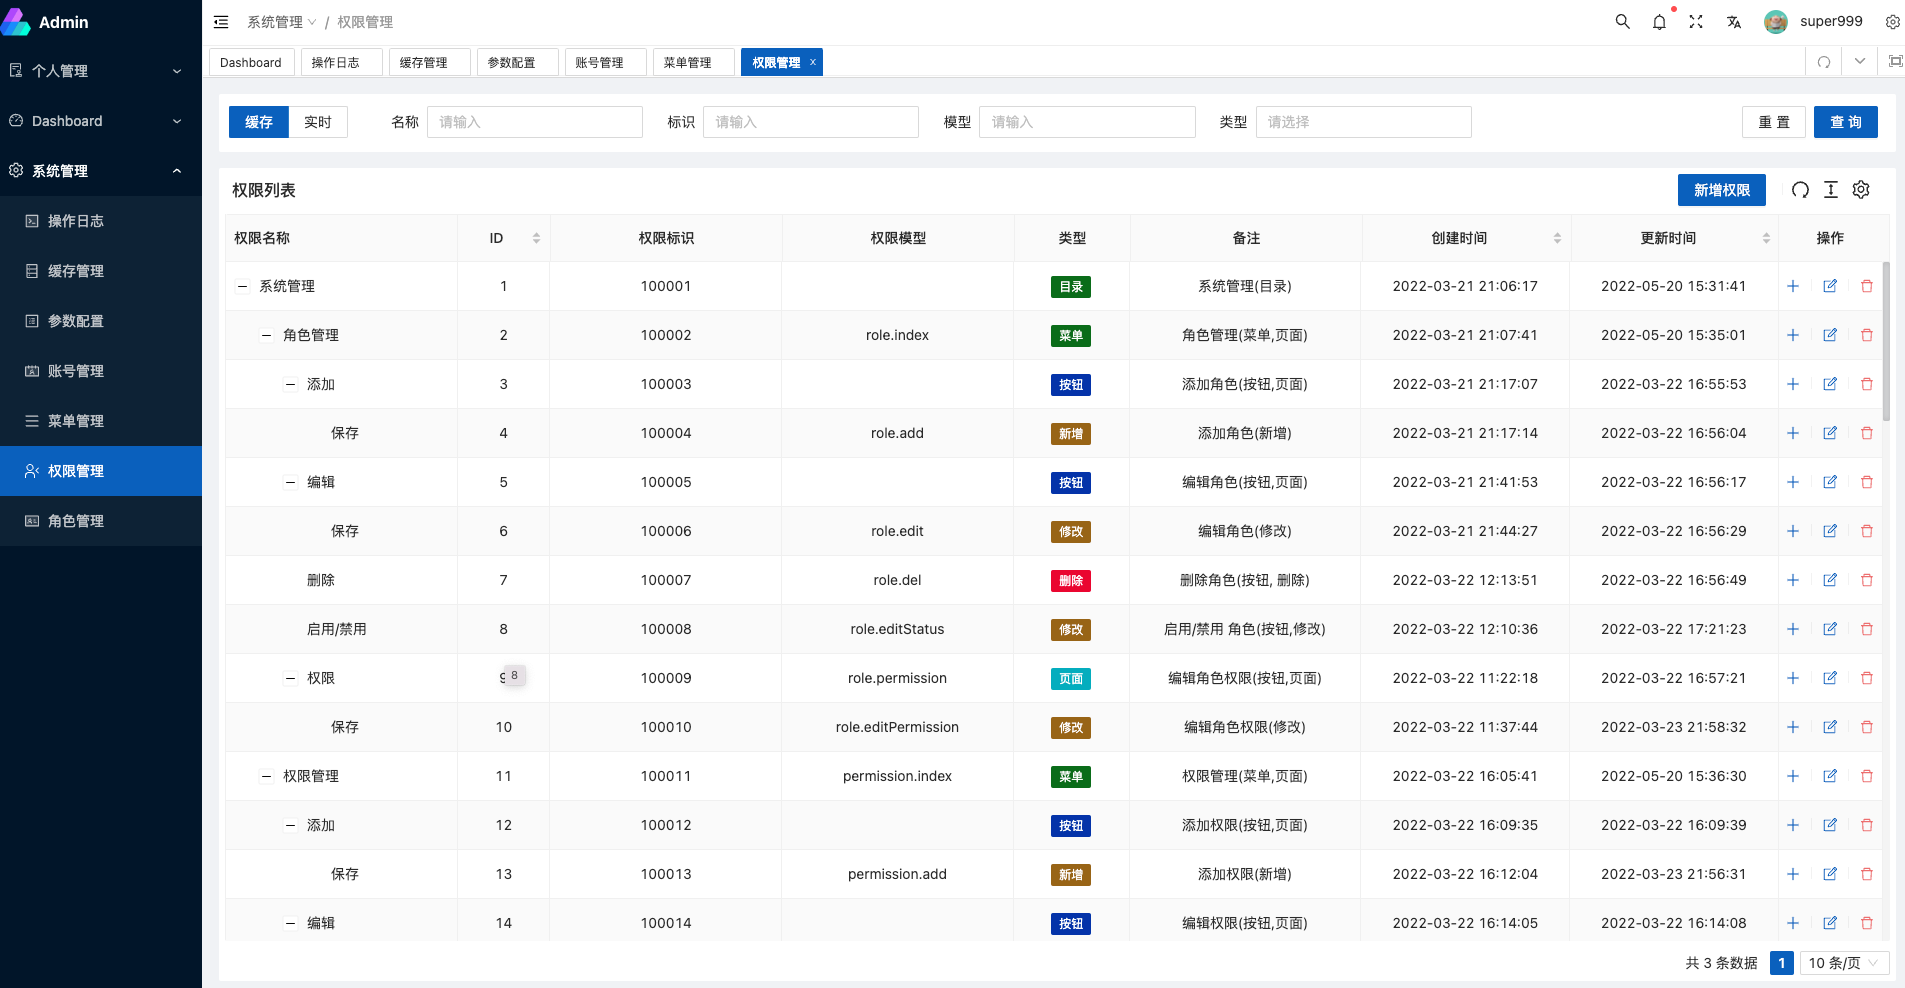 Admin
系统管理 / 权限管理
super999
Dashboard 操作日志 缓存管理 参数配置 账号管理 菜单管理 权限管理 x
个人管理
Dashboard
系统管理
操作日志
缓存管理
参数配置
账号管理
菜单管理
权限管理
角色管理
缓存 实时 名称 请输入 标识 请输入 模型 请输入 类型 请选择 重 置 查 询
权限列表 新增权限
权限名称 ID 权限标识 权限模型 类型 备注 创建时间 更新时间 操作
系统管理 1 100001 目录 系统管理(目录) 2022-03-21 21:06:17 2022-05-20 15:31:41
角色管理 2 100002 role.index 菜单 角色管理(菜单,页面) 2022-03-21 21:07:41 2022-05-20 15:35:01
添加 3 100003 按钮 添加角色(按钮,页面) 2022-03-21 21:17:07 2022-03-22 16:55:53
保存 4 100004 role.add 新增 添加角色(新增) 2022-03-21 21:17:14 2022-03-22 16:56:04
编辑 5 100005 按钮 编辑角色(按钮,页面) 2022-03-21 21:41:53 2022-03-22 16:56:17
保存 6 100006 role.edit 修改 编辑角色(修改) 2022-03-21 21:44:27 2022-03-22 16:56:29
删除 7 100007 role.del 删除 删除角色(按钮, 删除) 2022-03-22 12:13:51 2022-03-22 16:56:49
启用/禁用 8 100008 role.editStatus 修改 启用/禁用 角色(按钮,修改) 2022-03-22 12:10:36 2022-03-22 17:21:23
权限 9 8 100009 role.permission 页面 编辑角色权限(按钮,页面) 2022-03-22 11:22:18 2022-03-22 16:57:21
保存 10 100010 role.editPermission 修改 编辑角色权限(修改) 2022-03-22 11:37:44 2022-03-23 21:58:32
权限管理 11 100011 permission.index 菜单 权限管理(菜单,页面) 2022-03-22 16:05:41 2022-05-20 15:36:30
添加 12 100012 按钮 添加权限(按钮,页面) 2022-03-22 16:09:35 2022-03-22 16:09:39
保存 13 100013 permission.add 新增 添加权限(新增) 2022-03-22 16:12:04 2022-03-23 21:56:31
编辑 14 100014 按钮 编辑权限(按钮,页面) 2022-03-22 16:14:05 2022-03-22 16:14:08
共 3 条数据 1 10 条/页